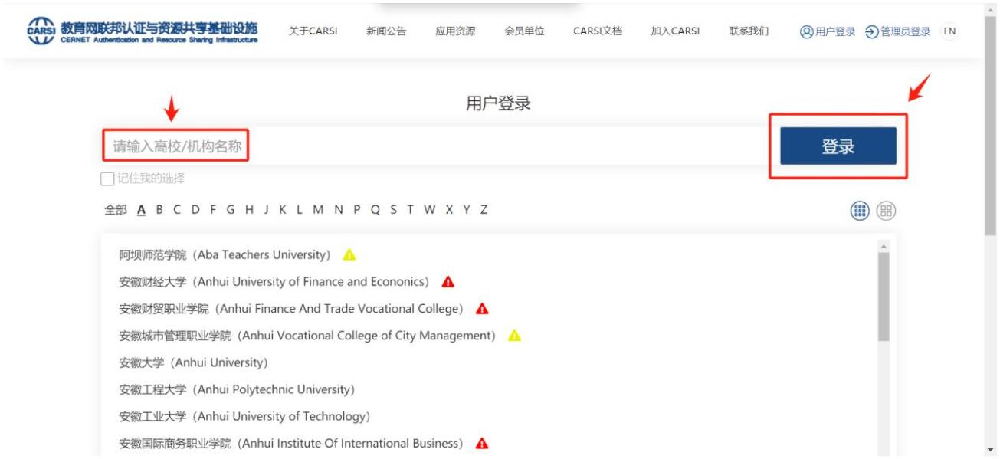 CARSI 教育网联邦认证与资源共享基础设施
CERNET Authentication and Resource Sharing Infrastructure
关于CARSI 新闻公告 应用资源 会员单位 CARSI文档 加入CARSI 联系我们 用户登录 管理员登录 EN
用户登录
请输入高校/机构名称
登录
记住我的选择
全部 A B C D F G H J K L M N P Q S T W X Y Z
阿坝师范学院（Aba Teachers University）
安徽财经大学（Anhui University of Finance and Econonics）
安徽财贸职业学院（Anhui Finance And Trade Vocational College）
安徽城市管理职业学院（Anhui Vocational College of City Management）
安徽大学（Anhui University）
安徽工程大学（Anhui Polytechnic University）
安徽工业大学（Anhui University of Technology）
安徽国际商务职业学院（Anhui Institute Of International Business）